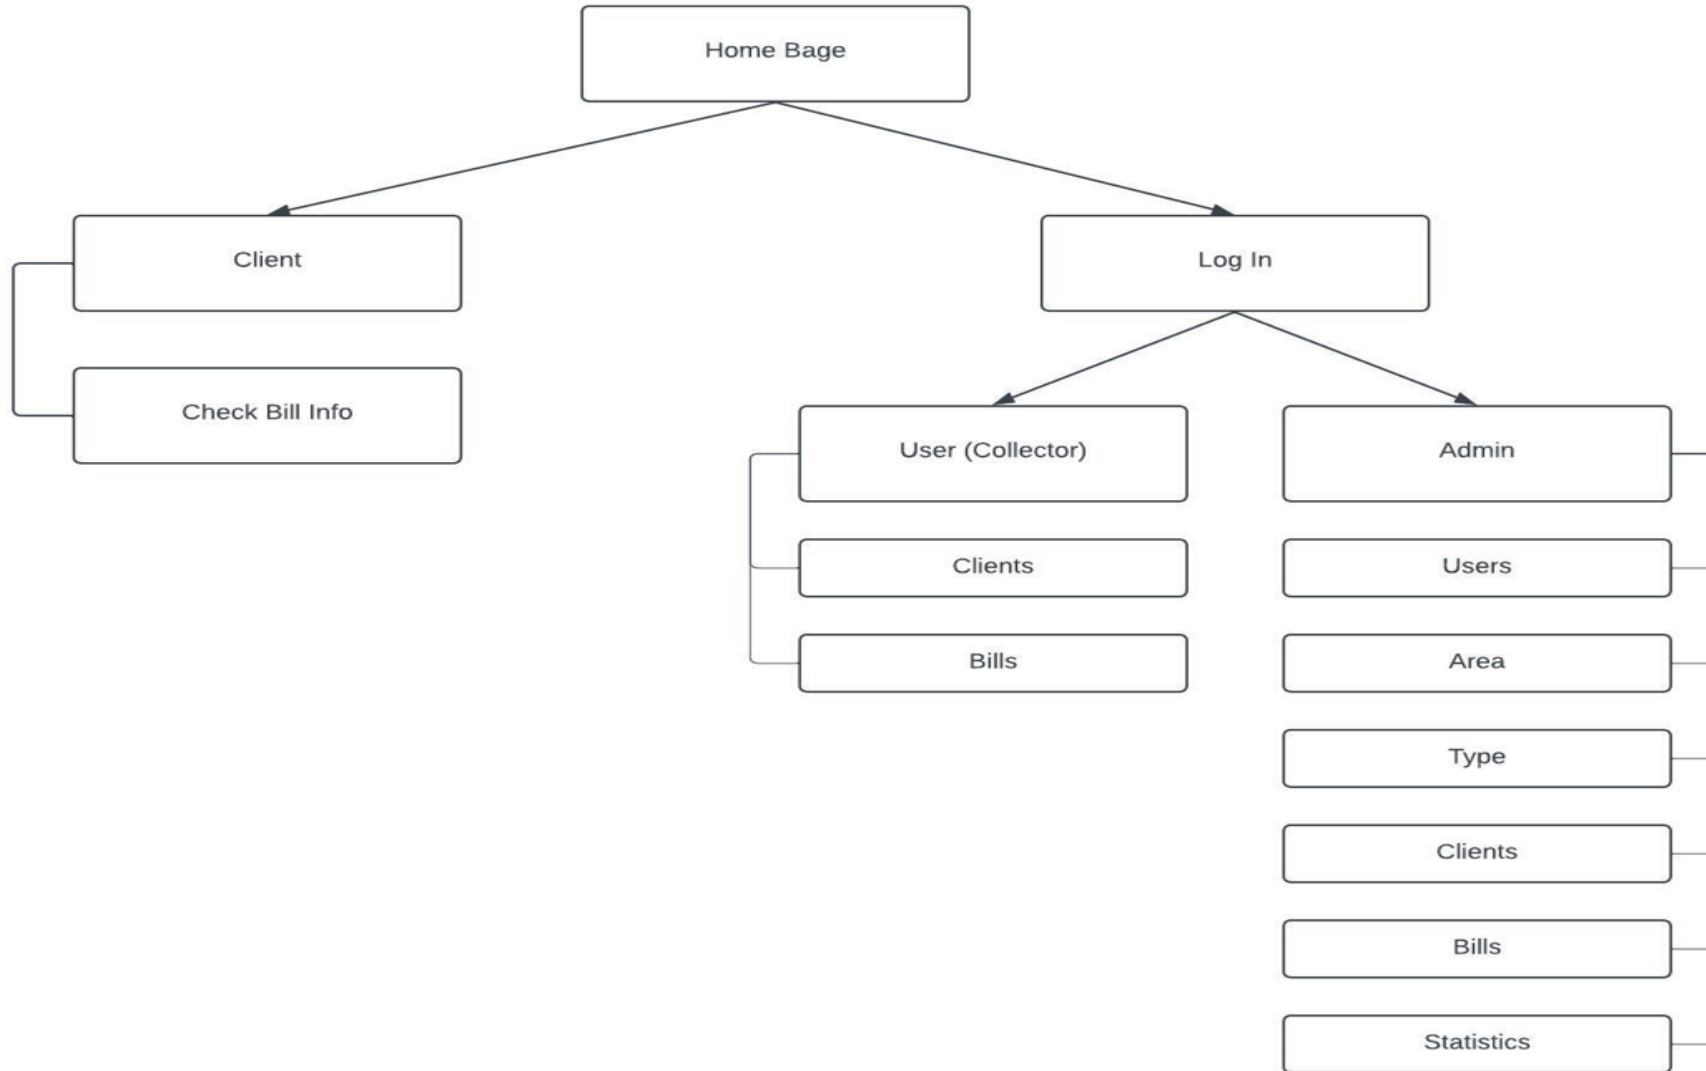 Home Bage
Client
Log In
Check Bill Info
User (Collector)
Admin
Clients
Users
Bills
Area
Type
Clients
Bills
Statistics